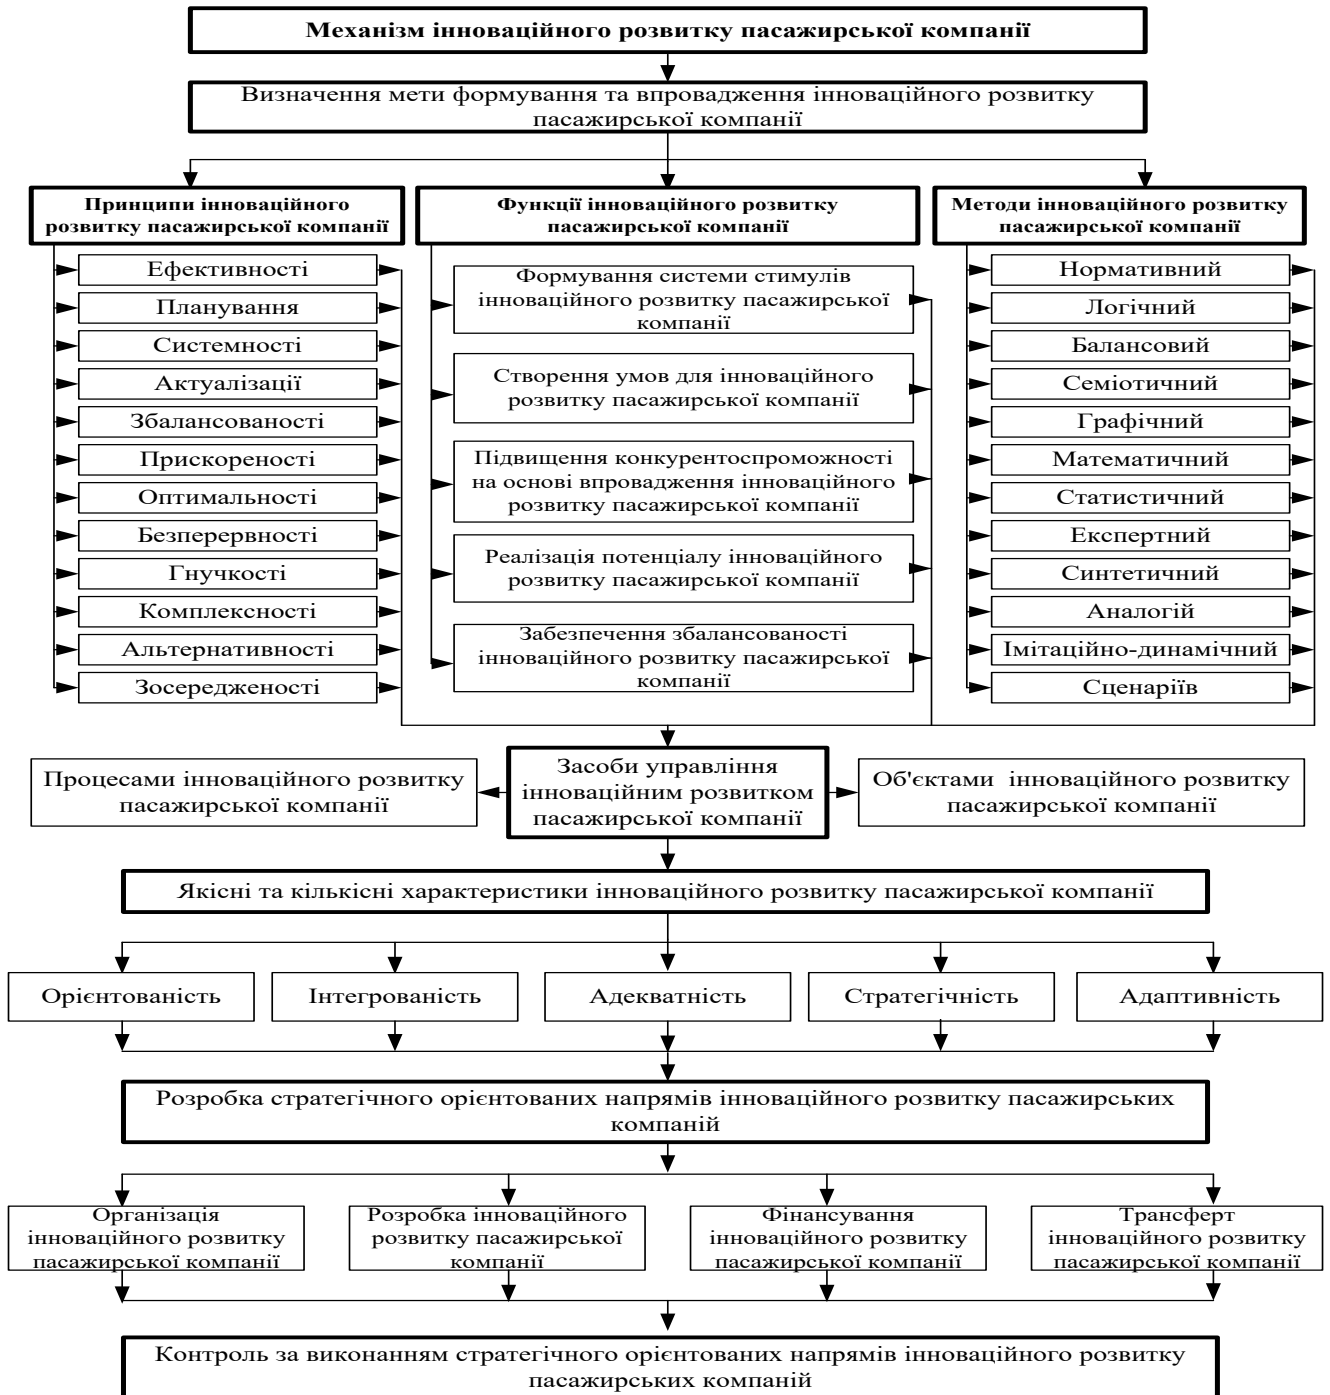 Механізм інноваційного розвитку пасажирської компанії
Визначення мети формування та впровадження інноваційного розвитку
пасажирської компанії
Принципи інноваційного
розвитку пасажирської компанії
Ефективності
Планування
Системності
Актуалізації
Збалансованості
Прискореності
Оптимальності
Безперервності
Гнучкості
Комплексності
Альтернативності
Зосередженості
Функції інноваційного розвитку
пасажирської компанії
Формування системи стимулів
інноваційного розвитку пасажирської
компанії
Створення умов для інноваційного
розвитку пасажирської компанії
Підвищення конкурентоспроможності
на основі впровадження інноваційного
розвитку пасажирської компанії
Реалізація потенціалу інноваційного
розвитку пасажирської компанії
Забезпечення збалансованості
інноваційного розвитку пасажирської
компанії
Методи інноваційного розвитку
пасажирської компанії
Нормативний
Логічний
Балансовий
Семіотичний
Графічний
Математичний
Статистичний
Експертний
Синтетичний
Аналогій
Імітаційно-динамічний
Сценаріїв
Процесами інноваційного розвитку
пасажирської компанії
Засоби управління
інноваційним розвитком
пасажирської компанії
Об'єктами інноваційного розвитку
пасажирської компанії
Якісні та кількісні характеристики інноваційного розвитку пасажирської компанії
Орієнтованість
Інтегрованість
Адекватність
Стратегічність
Адаптивність
Розробка стратегічного орієнтованих напрямів інноваційного розвитку пасажирських
компаній
Організація
інноваційного розвитку
пасажирської компанії
Розробка інноваційного
розвитку пасажирської
компанії
Фінансування
інноваційного розвитку
пасажирської компанії
Трансферт
інноваційного розвитку
пасажирської компанії
Контроль за виконанням стратегічного орієнтованих напрямів інноваційного розвитку
пасажирських компаній